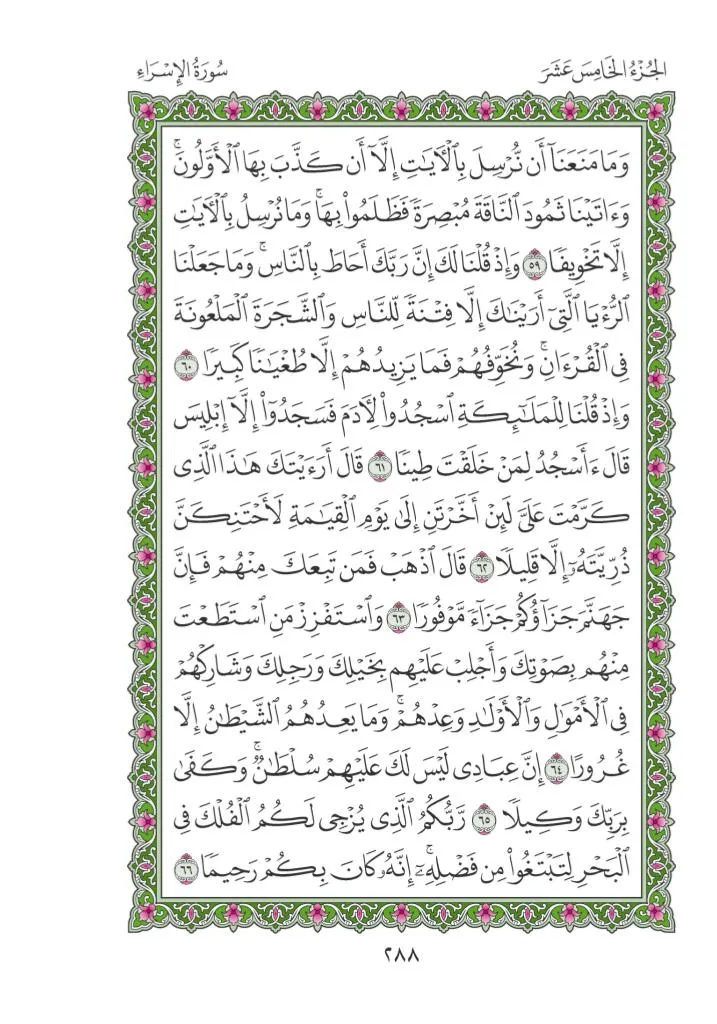 الجُزْءُ الخَامِسَ عَشَرَ سُورَةُ الإِسْرَاءِ
وَمَا مَنَعَنَآ أَن نُّرْسِلَ بِٱلْأٓيَٰتِ إِلَّآ أَن كَذَّبَ بِهَا ٱلْأَوَّلُونَۚ
وَءَاتَيْنَا ثَمُودَ ٱلنَّاقَةَ مُبْصِرَةٗ فَظَلَمُوا۟ بِهَاۚ وَمَا نُرْسِلُ بِٱلْأٓيَٰتِ
إِلَّا تَخْوِيفٗا ٥٩ وَإِذْ قُلْنَا لَكَ إِنَّ رَبَّكَ أَحَاطَ بِٱلنَّاسِۚ وَمَا جَعَلْنَا
ٱلرُّءْيَا ٱلَّتِيٓ أَرَيْنَٰكَ إِلَّا فِتْنَةٗ لِّلنَّاسِ وَٱلشَّجَرَةَ ٱلْمَلْعُونَةَ
فِي ٱلْقُرْءَانِۚ وَنُخَوِّفُهُمْ فَمَا يَزِيدُهُمْ إِلَّا طُغْيَٰنٗا كَبِيرٗا ٦٠
وَإِذْ قُلْنَا لِلْمَلَٰٓئِكَةِ ٱسْجُدُوا۟ لِأٓدَمَ فَسَجَدُوٓا۟ إِلَّآ إِبْلِيسَ
قَالَ ءَأَسْجُدُ لِمَنْ خَلَقْتَ طِينٗا ٦١ قَالَ أَرَءَيْتَكَ هَٰذَا ٱلَّذِي
كَرَّمْتَ عَلَيَّ لَئِنْ أَخَّرْتَنِ إِلَىٰ يَوْمِ ٱلْقِيَٰمَةِ لَأَحْتَنِكَنَّ
ذُرِّيَّتَهُۥٓ إِلَّا قَلِيلٗا ٦٢ قَالَ ٱذْهَبْ فَمَن تَبِعَكَ مِنْهُمْ فَإِنَّ
جَهَنَّمَ جَزَآؤُكُمْ جَزَآءٗ مَّوْفُورٗا ٦٣ وَٱسْتَفْزِزْ مَنِ ٱسْتَطَعْتَ
مِنْهُم بِصَوْتِكَ وَأَجْلِبْ عَلَيْهِم بِخَيْلِكَ وَرَجِلِكَ وَشَارِكْهُمْ
فِي ٱلْأَمْوَٰلِ وَٱلْأَوْلَٰدِ وَعِدْهُمْۚ وَمَا يَعِدُهُمُ ٱلشَّيْطَٰنُ إِلَّا
غُرُورًا ٦٤ إِنَّ عِبَادِي لَيْسَ لَكَ عَلَيْهِمْ سُلْطَٰنٞۚ وَكَفَىٰ
بِرَبِّكَ وَكِيلٗا ٦٥ رَّبُّكُمُ ٱلَّذِي يُزْجِي لَكُمُ ٱلْفُلْكَ فِي
ٱلْبَحْرِ لِتَبْتَغُوا۟ مِن فَضْلِهِۦٓۚ إِنَّهُۥ كَانَ بِكُمْ رَحِيمٗا ٦٦
٢٨٨